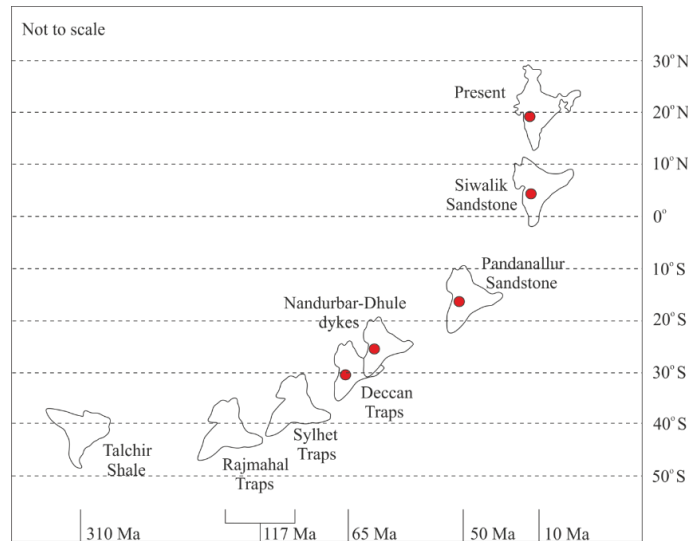 Not to scale
30°N
Present
20°N
10°N
Siwalik
Sandstone
0°
Pandanallur
Sandstone
10°S
Nandurbar-Dhule
dykes
20°S
30°S
Deccan
Traps
40°S
Sylhet
Traps
Talchir
Shale
Rajmahal
Traps
50°S
310 Ma
117 Ma
65 Ma
50 Ma
10 Ma